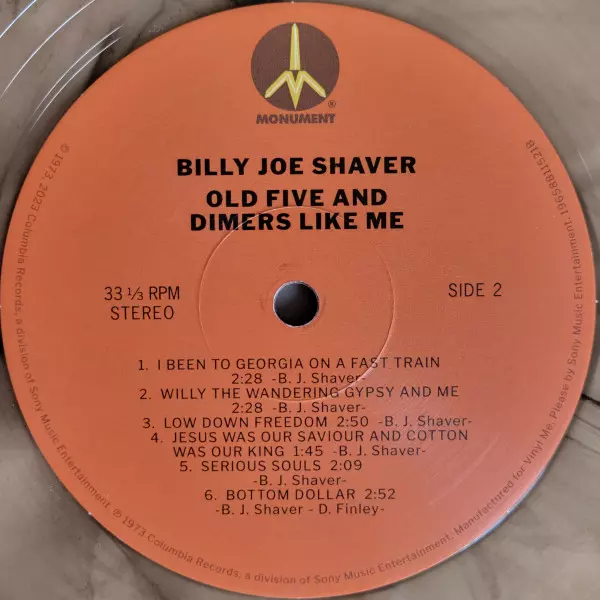 ®
MONUMENT
BILLY JOE SHAVER
OLD FIVE AND
DIMERS LIKE ME
33 ⅓ RPM
STEREO
SIDE 2
1. I BEEN TO GEORGIA ON A FAST TRAIN
2:28 -B. J. Shaver-
2. WILLY THE WANDERING GYPSY AND ME
2:28 -B. J. Shaver-
3. LOW DOWN FREEDOM 2:50 -B. J. Shaver-
4. JESUS WAS OUR SAVIOUR AND COTTON
WAS OUR KING 1:45 -B. J. Shaver-
5. SERIOUS SOULS 2:09
-B. J. Shaver-
6. BOTTOM DOLLAR 2:52
-B. J. Shaver - D. Finley-
© 1973, 2023 Columbia Records, a division of Sony Music Entertainment. ℗ 1973 Columbia Records, a division of Sony Music Entertainment. Manufactured for Vinyl Me, Please by Sony Music Entertainment. 196588115218